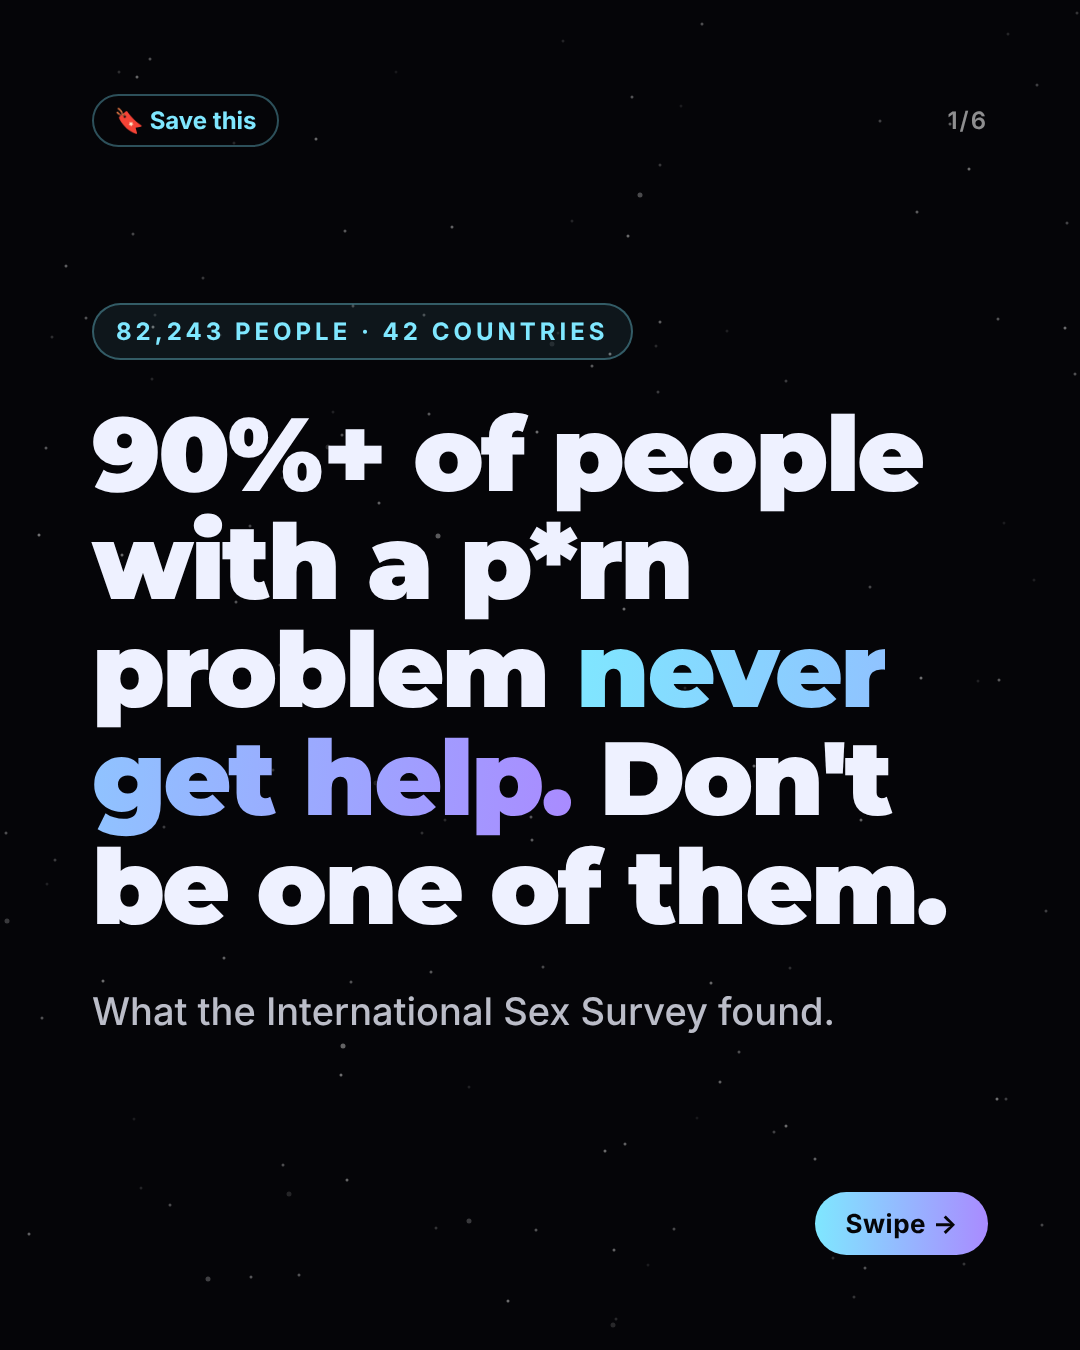 🔖 Save this
1/6
82,243 PEOPLE · 42 COUNTRIES
90%+ of people
with a p*rn
problem never
get help. Don't
be one of them.
What the International Sex Survey found.
Swipe →